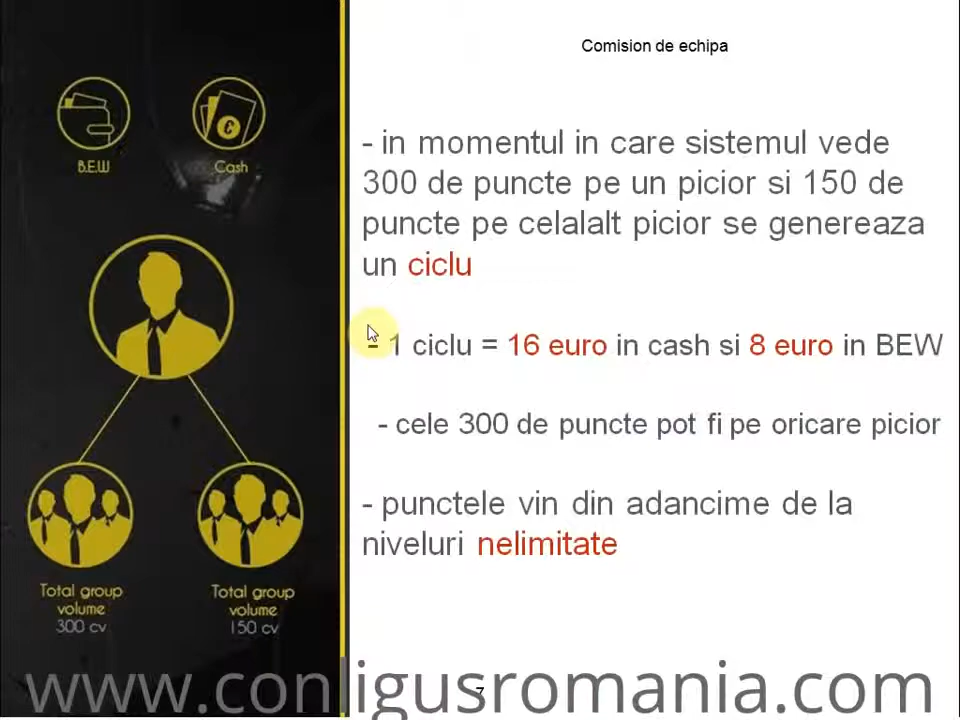 Comision de echipa
B.E.W
Cash
- in momentul in care sistemul vede
300 de puncte pe un picior si 150 de
puncte pe celalalt picior se genereaza
un ciclu
- 1 ciclu = 16 euro in cash si 8 euro in BEW
- cele 300 de puncte pot fi pe oricare picior
- punctele vin din adancime de la
niveluri nelimitate
Total group
volume
300 cv
Total group
volume
150 cv
7
www.conligusromania.com